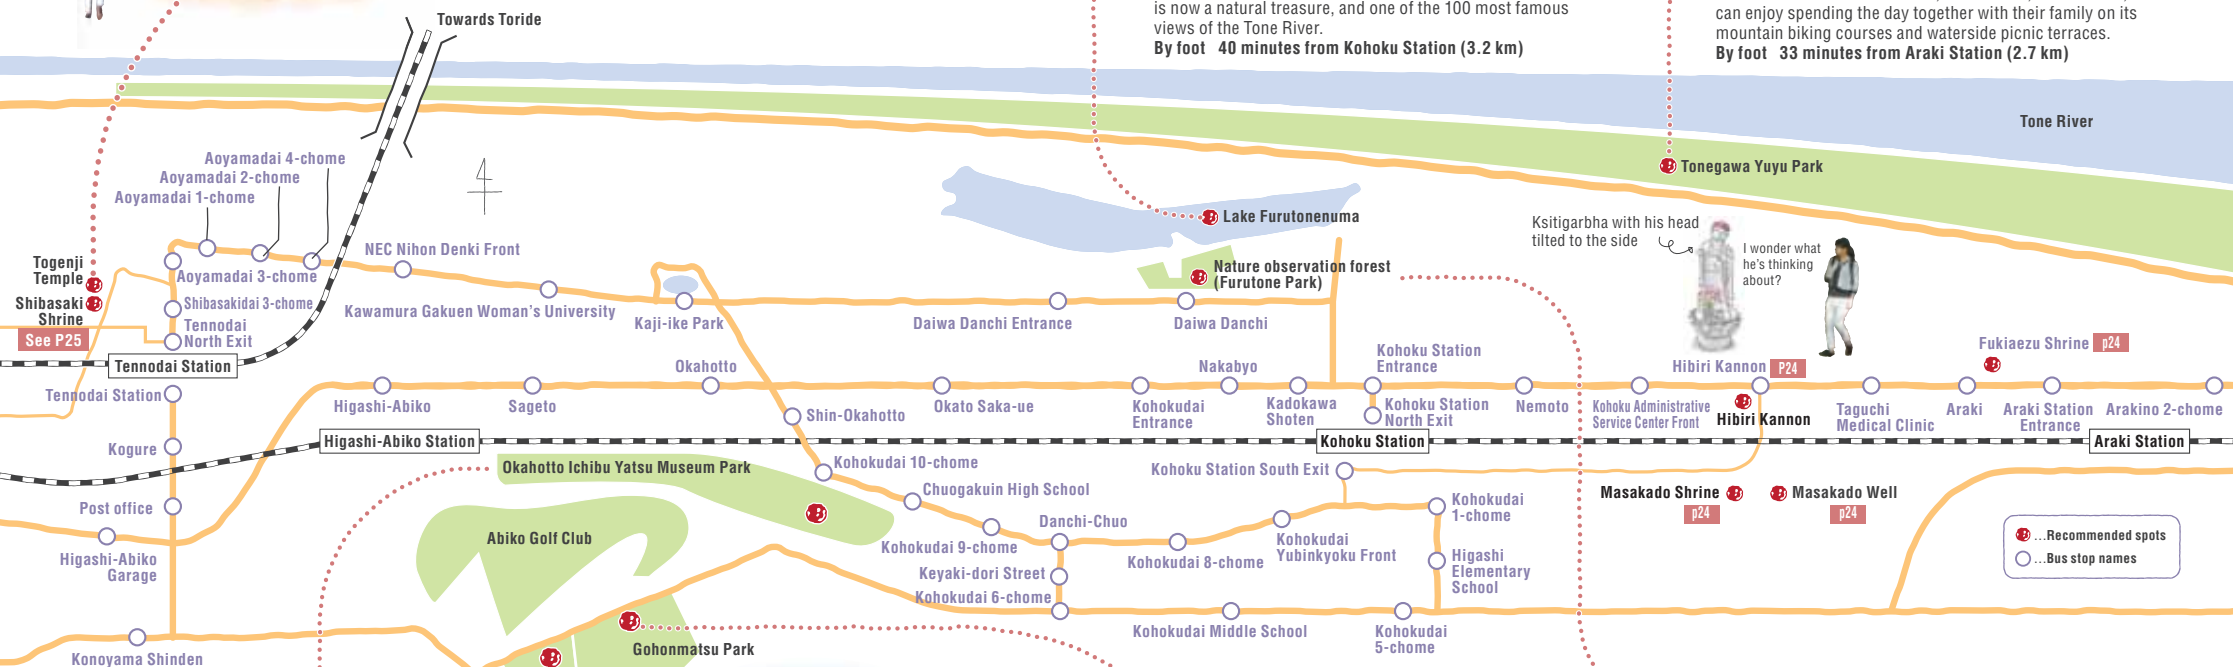 Towards Toride
is now a natural treasure, and one of the 100 most famous
views of the Tone River.
By foot 40 minutes from Kohoku Station (3.2 km)
can enjoy spending the day together with their family on its
mountain biking courses and waterside picnic terraces.
By foot 33 minutes from Araki Station (2.7 km)
Tone River
Tonegawa Yuyu Park
Aoyamadai 4-chome
Aoyamadai 2-chome
Aoyamadai 1-chome
4
Lake Furutonenuma
Ksitigarbha with his head
tilted to the side
I wonder what
he's thinking
about?
NEC Nihon Denki Front
Togenji
Temple
Aoyamadai 3-chome
Nature observation forest
(Furutone Park)
Shibasaki
Shrine
See P25
Shibasakidai 3-chome
Tennodai
North Exit
Kawamura Gakuen Woman's University
Kaji-ike Park
Daiwa Danchi Entrance
Daiwa Danchi
Tennodai Station
Okahotto
Nakabyo
Kohoku Station
Entrance
Hibiri Kannon
P24
Fukiaezu Shrine
p24
Tennodai Station
Higashi-Abiko
Sageto
Shin-Okahotto
Okato Saka-ue
Kohokudai
Entrance
Kadokawa
Shoten
Kohoku Station
North Exit
Nemoto
Kohoku Administrative
Service Center Front
Hibiri Kannon
Taguchi
Medical Clinic
Araki
Araki Station
Entrance
Arakino 2-chome
Kogure
Higashi-Abiko Station
Kohoku Station
Araki Station
Okahotto Ichibu Yatsu Museum Park
Kohokudai 10-chome
Kohoku Station South Exit
Chuogakuin High School
Masakado Shrine
p24
Masakado Well
p24
Post office
Kohokudai
1-chome
Abiko Golf Club
Danchi-Chuo
Kohokudai 9-chome
Kohokudai 8-chome
Kohokudai
Yubinkyoku Front
Higashi-Abiko
Garage
Keyaki-dori Street
Kohokudai 6-chome
Higashi
Elementary
School
...Recommended spots
...Bus stop names
Konoyama Shinden
Gohonmatsu Park
Kohokudai Middle School
Kohokudai
5-chome